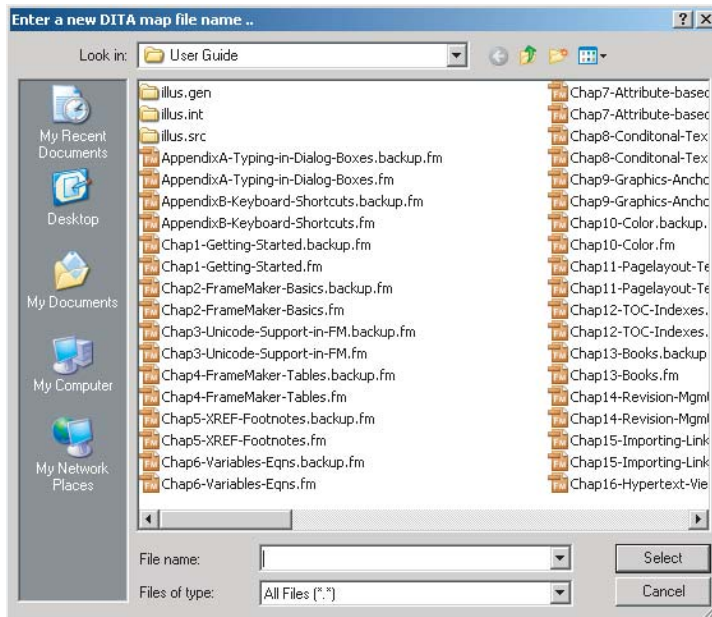 Enter a new DITA map file name ..
Look in:
User Guide
My Recent
Documents
Desktop
My Documents
My Computer
My Network
Places
illus.gen
illus.int
illus.src
AppendixA-Typing-in-Dialog-Boxes.backup.fm
AppendixA-Typing-in-Dialog-Boxes.fm
AppendixB-Keyboard-Shortcuts.backup.fm
AppendixB-Keyboard-Shortcuts.fm
Chap1-Getting-Started.backup.fm
Chap1-Getting-Started.fm
Chap2-FrameMaker-Basics.backup.fm
Chap2-FrameMaker-Basics.fm
Chap3-Unicode-Support-in-FM.backup.fm
Chap3-Unicode-Support-in-FM.fm
Chap4-FrameMaker-Tables.backup.fm
Chap4-FrameMaker-Tables.fm
Chap5-XREF-Footnotes.backup.fm
Chap5-XREF-Footnotes.fm
Chap6-Variables-Eqns.backup.fm
Chap6-Variables-Eqns.fm
Chap7-Attribute-based
Chap7-Attribute-based
Chap8-Conditonal-Tex
Chap8-Conditonal-Tex
Chap9-Graphics-Ancho
Chap9-Graphics-Ancho
Chap10-Color.backup.
Chap10-Color.fm
Chap11-Pagelayout-Te
Chap11-Pagelayout-Te
Chap12-TOC-Indexes.
Chap12-TOC-Indexes.
Chap13-Books.backup
Chap13-Books.fm
Chap14-Revision-Mgmt
Chap14-Revision-Mgmt
Chap15-Importing-Link
Chap15-Importing-Link
Chap16-Hypertext-Vie
File name:
Select
Files of type:
All Files (*.*)
Cancel